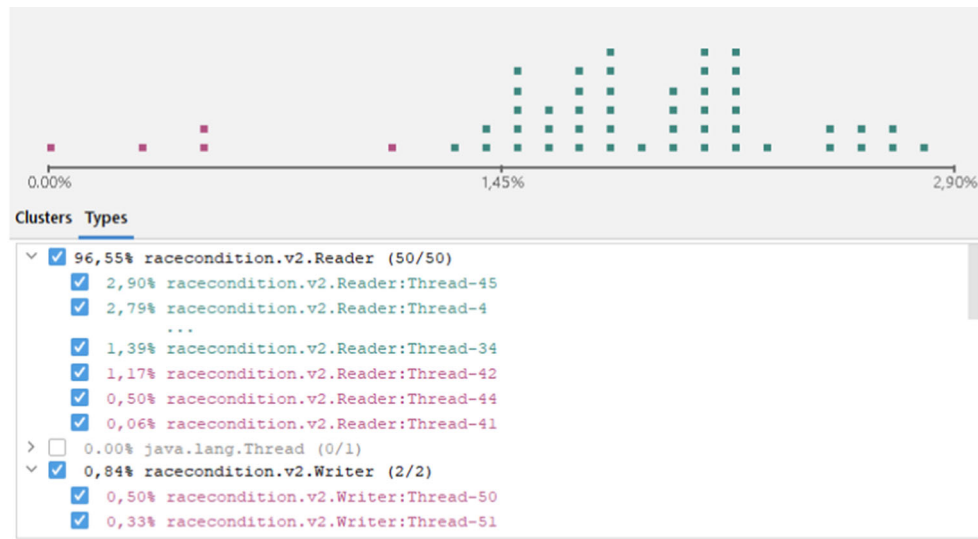 0.00% 1,45% 2,90%
Clusters Types
96,55% racecondition.v2.Reader (50/50)
2,90% racecondition.v2.Reader:Thread-45
2,79% racecondition.v2.Reader:Thread-4
...
1,39% racecondition.v2.Reader:Thread-34
1,17% racecondition.v2.Reader:Thread-42
0,50% racecondition.v2.Reader:Thread-44
0,06% racecondition.v2.Reader:Thread-41
0.00% java.lang.Thread (0/1)
0,84% racecondition.v2.Writer (2/2)
0,50% racecondition.v2.Writer:Thread-50
0,33% racecondition.v2.Writer:Thread-51